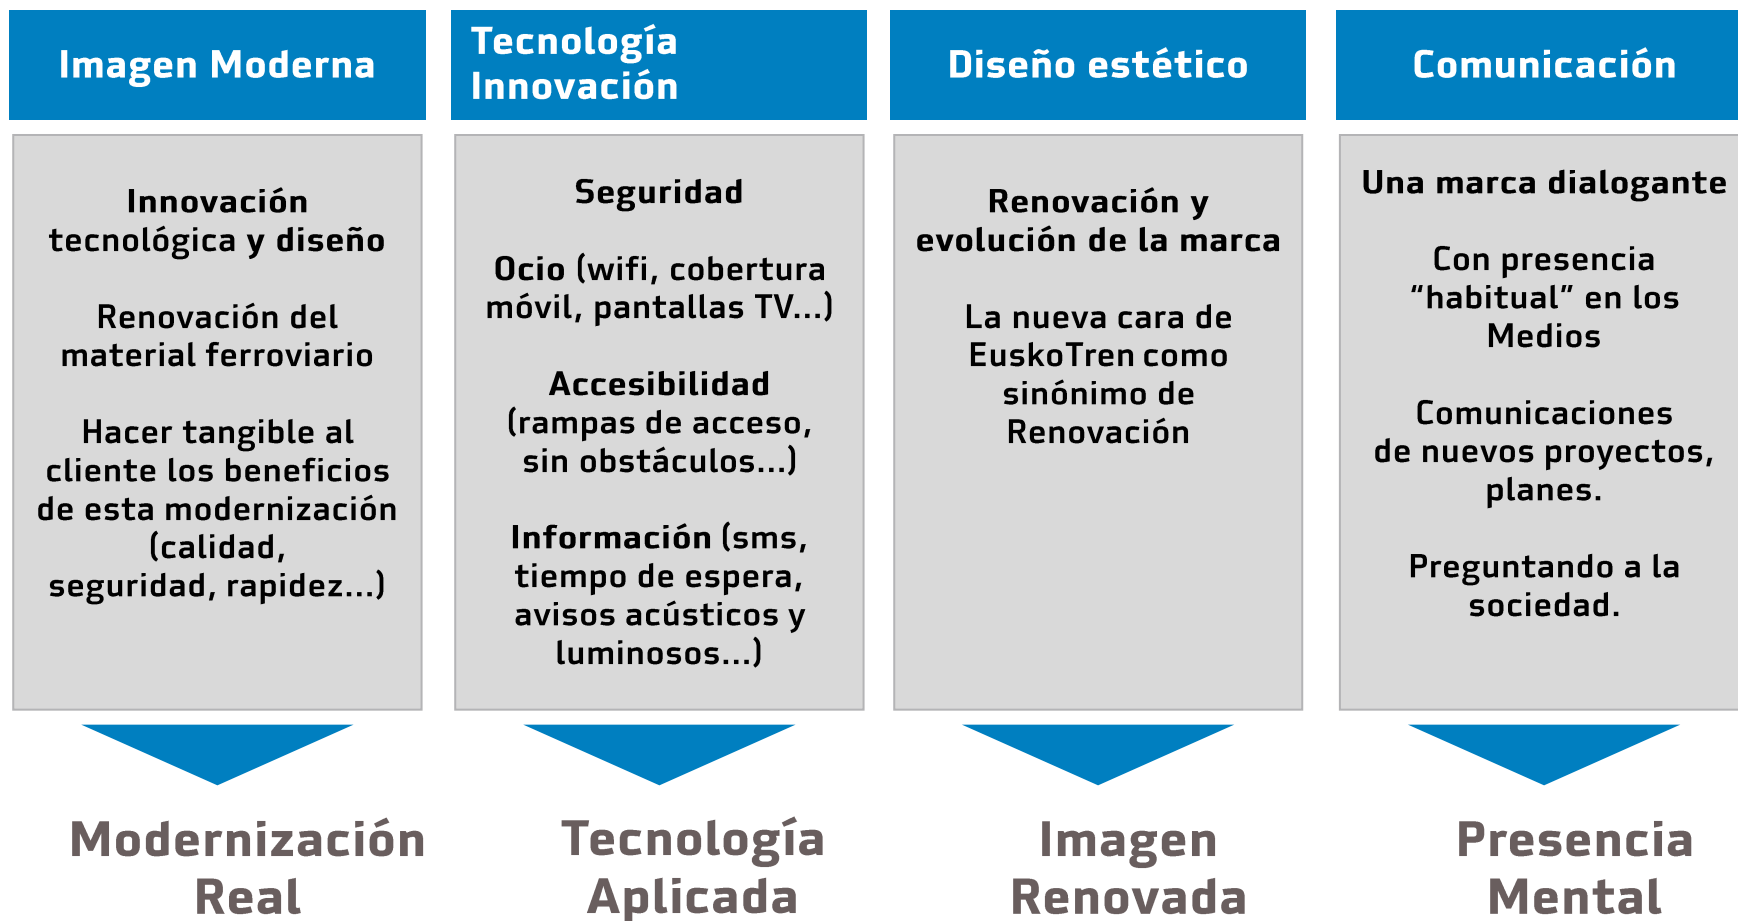 Imagen Moderna
Innovación
tecnológica y diseño
Renovación del
material ferroviario
Hacer tangible al
cliente los beneficios
de esta modernización
(calidad,
seguridad, rapidez...)
Modernización
Real
Tecnología
Innovación
Seguridad
Ocio (wifi, cobertura
móvil, pantallas TV...)
Accesibilidad
(rampas de acceso,
sin obstáculos...)
Información (sms,
tiempo de espera,
avisos acústicos y
luminosos...)
Tecnología
Aplicada
Diseño estético
Renovación y
evolución de la marca
La nueva cara de
EuskoTren como
sinónimo de
Renovación
Imagen
Renovada
Comunicación
Una marca dialogante
Con presencia
“habitual” en los
Medios
Comunicaciones
de nuevos proyectos,
planes.
Preguntando a la
sociedad.
Presencia
Mental